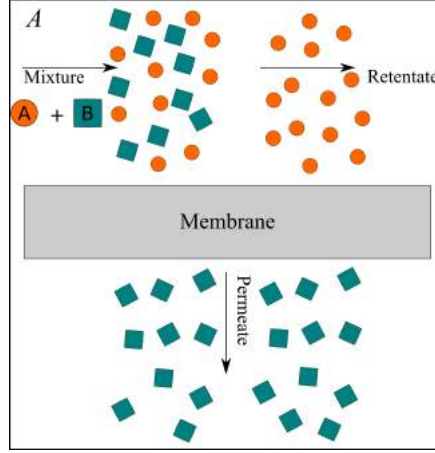 A
Mixture
A + B
Retentate
Membrane
Permeate